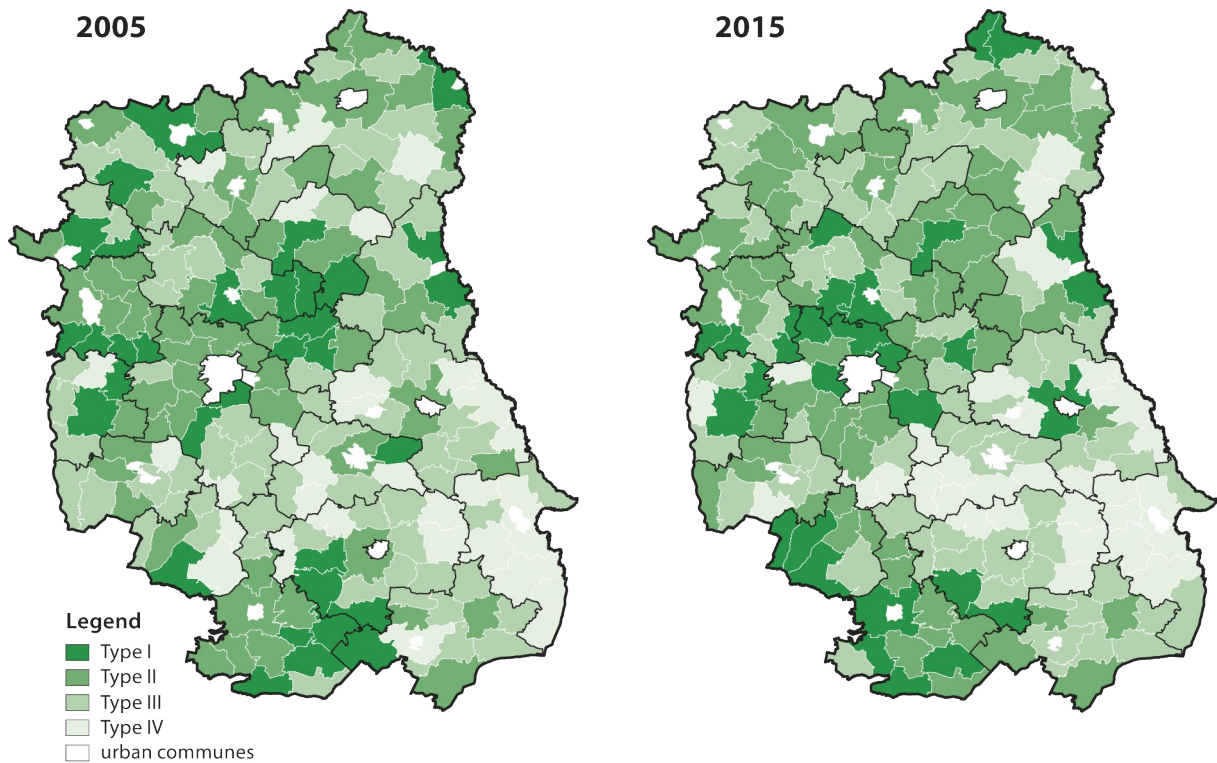 2005
2015
Legend
Type I
Type II
Type III
Type IV
urban communes